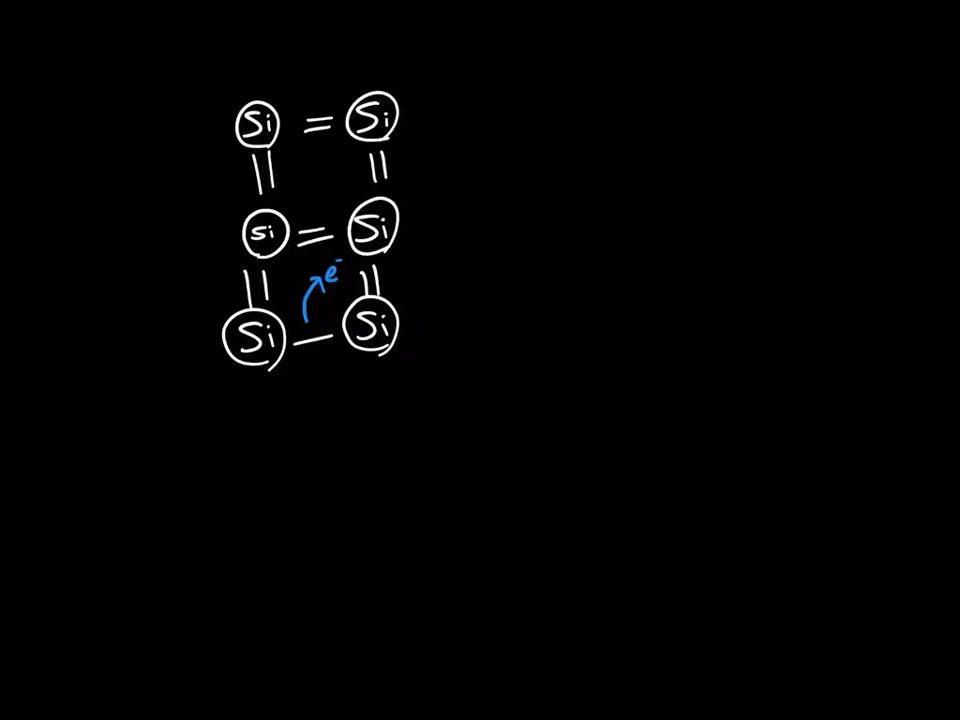 Si = Si
si = Si
e⁻
Si — Si